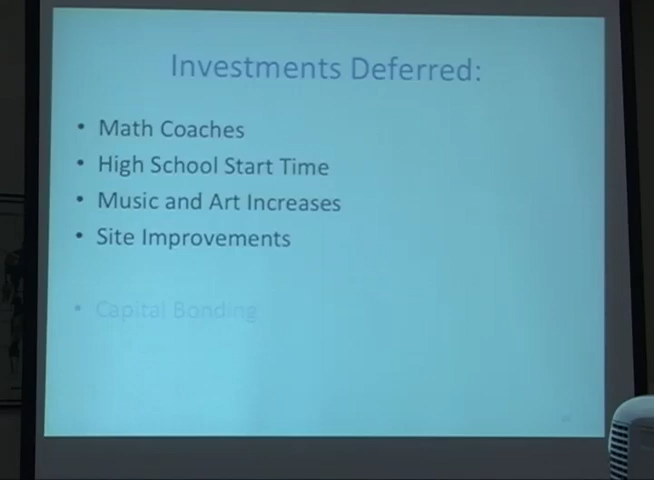 Investments Deferred:
• Math Coaches
• High School Start Time
• Music and Art Increases
• Site Improvements
• Capital Bonding